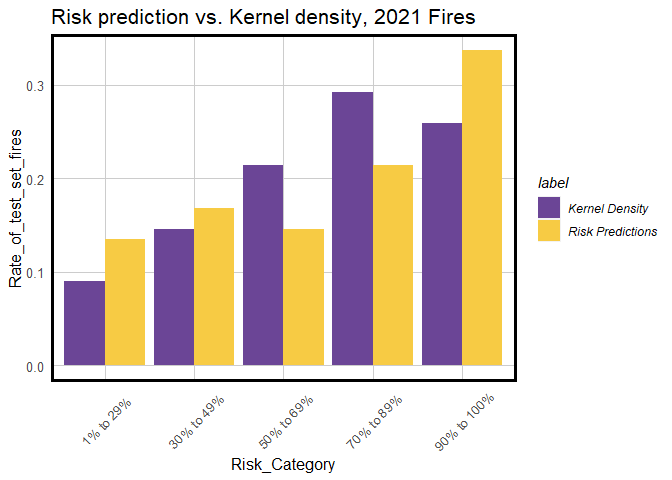 Risk prediction vs. Kernel density, 2021 Fires
Rate_of_test_set_fires
0.3
0.2
0.1
0.0
1% to 29%
30% to 49%
50% to 69%
70% to 89%
90% to 100%
Risk_Category
label
Kernel Density
Risk Predictions